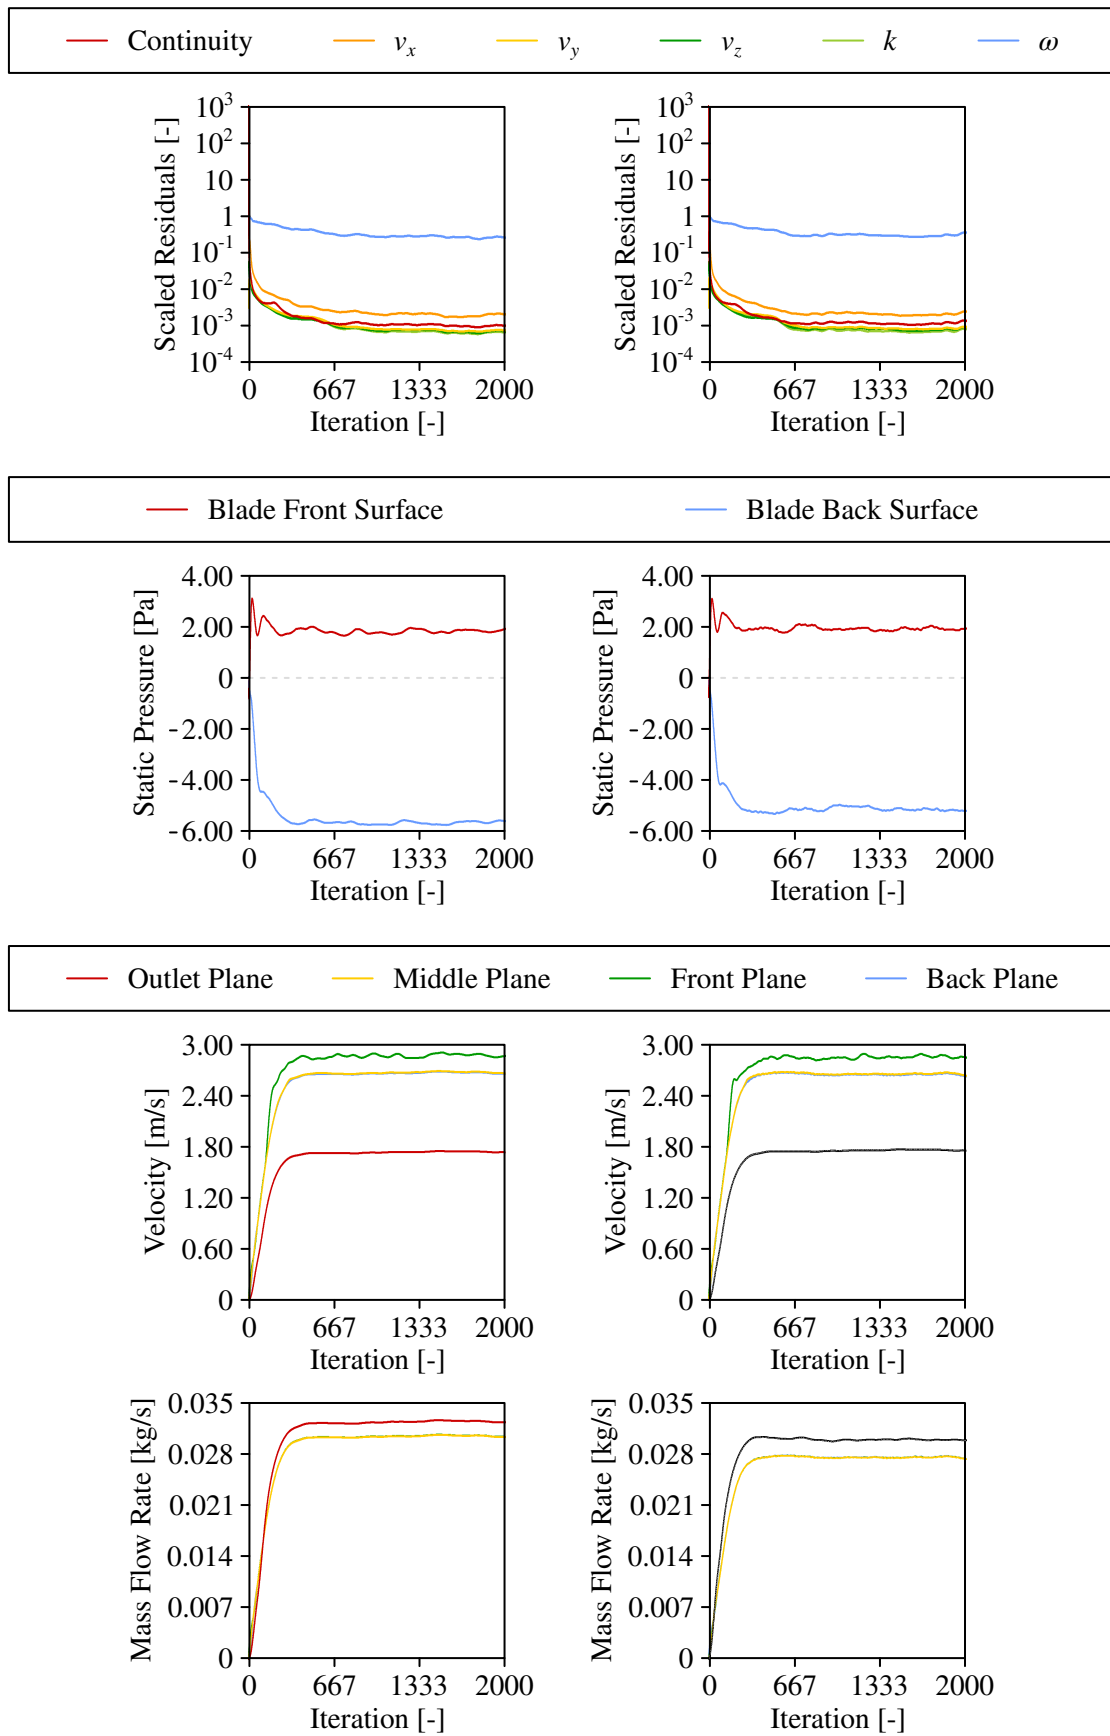 Continuity v_x v_y v_z k ω
Scaled Residuals [-]
10^3
10^2
10
1
10^-1
10^-2
10^-3
10^-4
0 667 1333 2000
Iteration [-]
Scaled Residuals [-]
10^3
10^2
10
1
10^-1
10^-2
10^-3
10^-4
0 667 1333 2000
Iteration [-]
Blade Front Surface Blade Back Surface
Static Pressure [Pa]
4.00
2.00
0
-2.00
-4.00
-6.00
0 667 1333 2000
Iteration [-]
Static Pressure [Pa]
4.00
2.00
0
-2.00
-4.00
-6.00
0 667 1333 2000
Iteration [-]
Outlet Plane Middle Plane Front Plane Back Plane
Velocity [m/s]
3.00
2.40
1.80
1.20
0.60
0
0 667 1333 2000
Iteration [-]
Velocity [m/s]
3.00
2.40
1.80
1.20
0.60
0
0 667 1333 2000
Iteration [-]
Mass Flow Rate [kg/s]
0.035
0.028
0.021
0.014
0.007
0
0 667 1333 2000
Iteration [-]
Mass Flow Rate [kg/s]
0.035
0.028
0.021
0.014
0.007
0
0 667 1333 2000
Iteration [-]